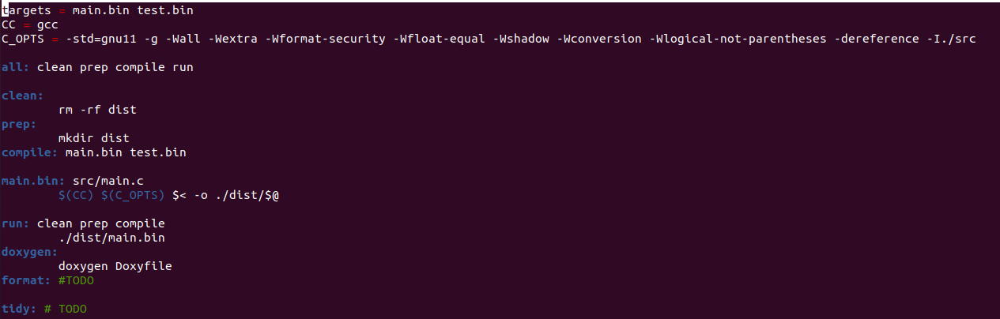 targets = main.bin test.bin
CC = gcc
C_OPTS = -std=gnu11 -g -Wall -Wextra -Wformat-security -Wfloat-equal -Wshadow -Wconversion -Wlogical-not-parentheses -dereference -I./src
all: clean prep compile run
clean:
rm -rf dist
prep:
mkdir dist
compile: main.bin test.bin
main.bin: src/main.c
$(CC) $(C_OPTS) $< -o ./dist/$@
run: clean prep compile
./dist/main.bin
doxygen:
doxygen Doxyfile
format: #TODO
tidy: # TODO